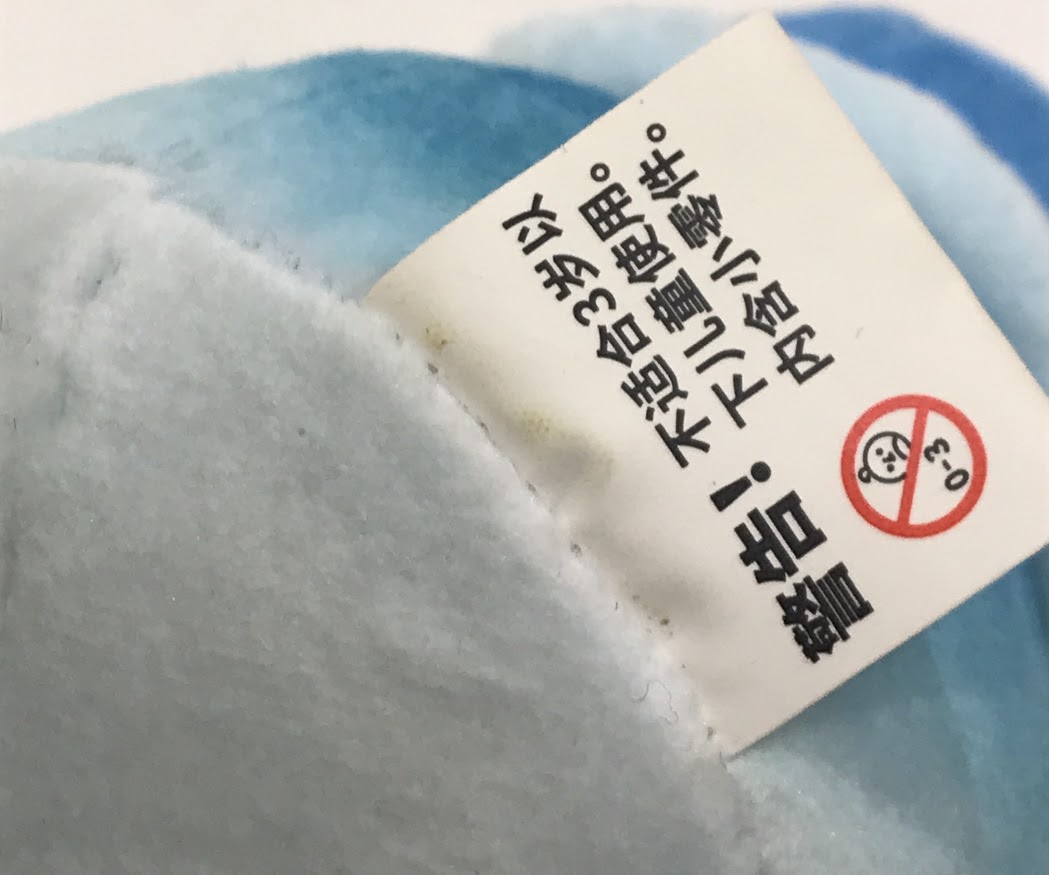 警告！
不适合3岁以
下儿童使用。
内含小零件。
0-3